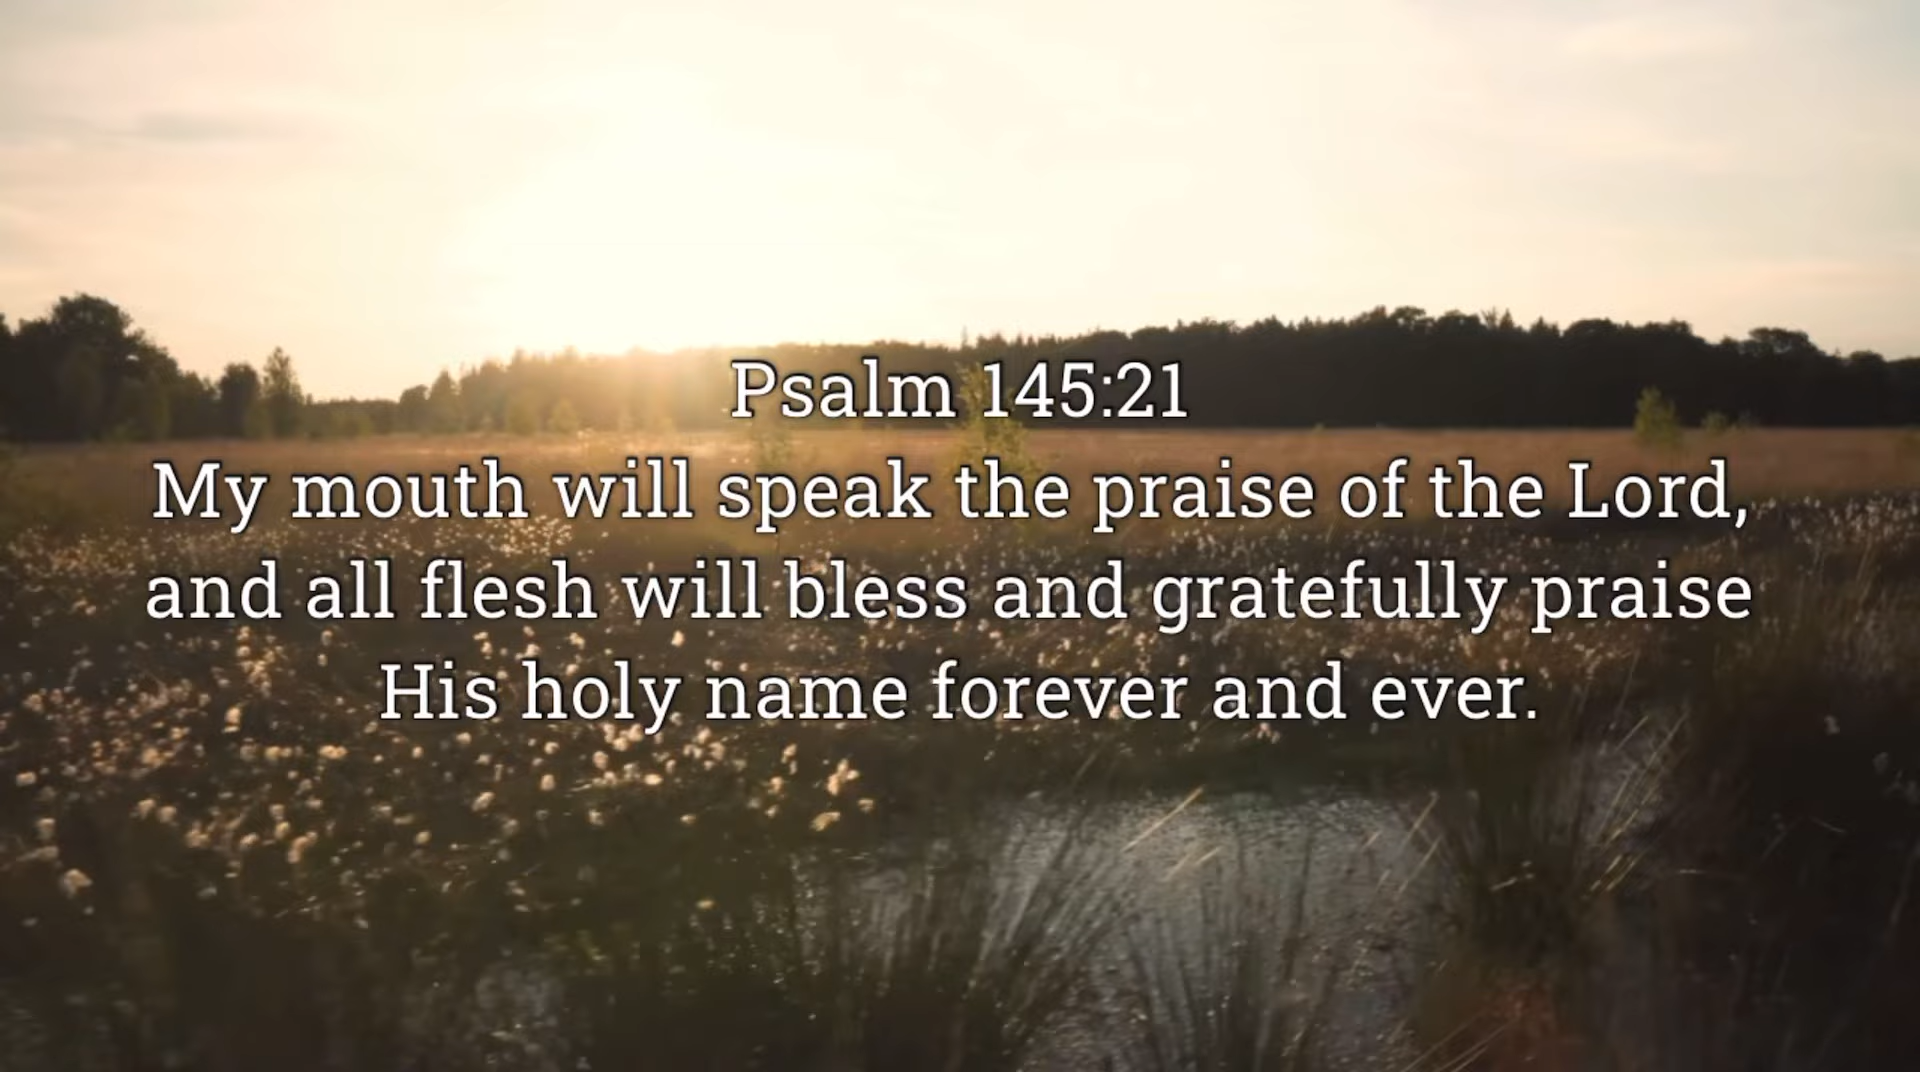 Psalm 145:21
My mouth will speak the praise of the Lord,
and all flesh will bless and gratefully praise
His holy name forever and ever.